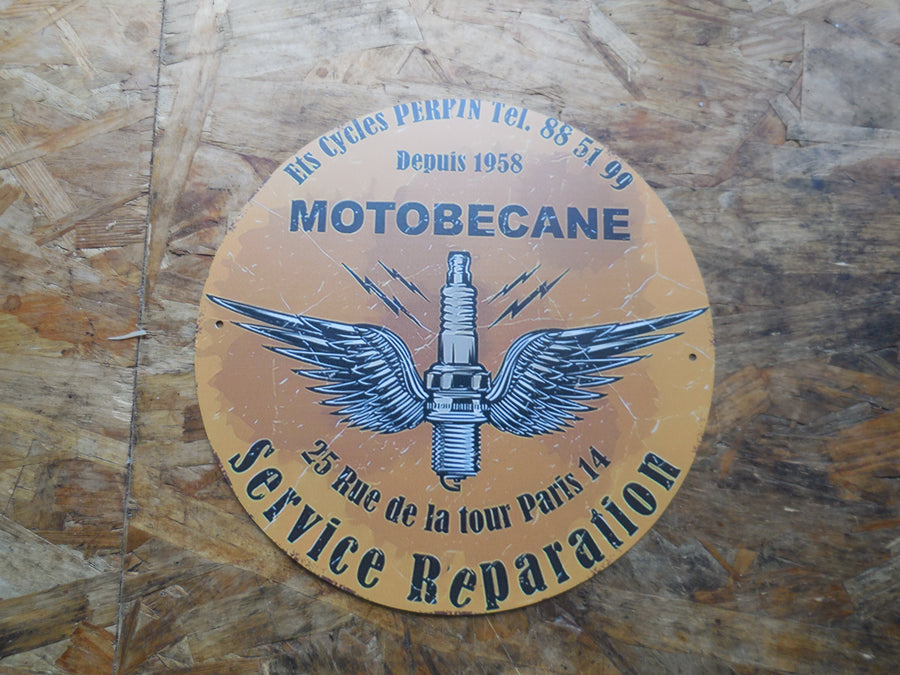 Ets Cycles PERPIN Tel. 88 51 99
Depuis 1958
MOTOBECANE
25 Rue de la tour Paris 14
Service Reparation